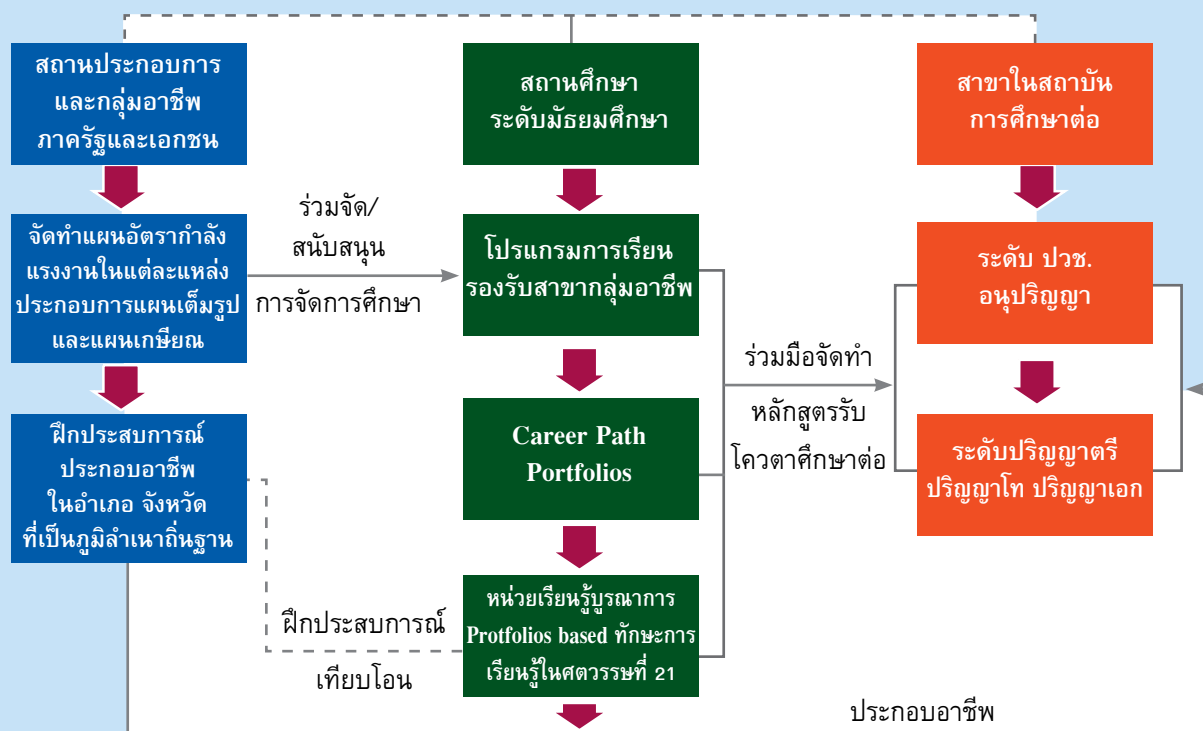 สถานประกอบการ
และกลุ่มอาชีพ
ภาครัฐและเอกชน
สถานศึกษา
ระดับมัธยมศึกษา
สาขาในสถาบัน
การศึกษาต่อ
จัดทำแผนอัตรากำลัง
แรงงานในแต่ละแหล่ง
ประกอบการแผนเต็มรูป
และแผนเกษียณ
ร่วมจัด/
สนับสนุน
การจัดการศึกษา
โปรแกรมการเรียน
รองรับสาขากลุ่มอาชีพ
ระดับ ปวช.
อนุปริญญา
ร่วมมือจัดทำ
หลักสูตรรับ
โควตาศึกษาต่อ
ฝึกประสบการณ์
ประกอบอาชีพ
ในอำเภอ จังหวัด
ที่เป็นภูมิลำเนาถิ่นฐาน
Career Path
Portfolios
ระดับปริญญาตรี
ปริญญาโท ปริญญาเอก
ฝึกประสบการณ์
เทียบโอน
หน่วยเรียนรู้บูรณาการ
Protfolios based ทักษะการ
เรียนรู้ในศตวรรษที่ 21
ประกอบอาชีพ